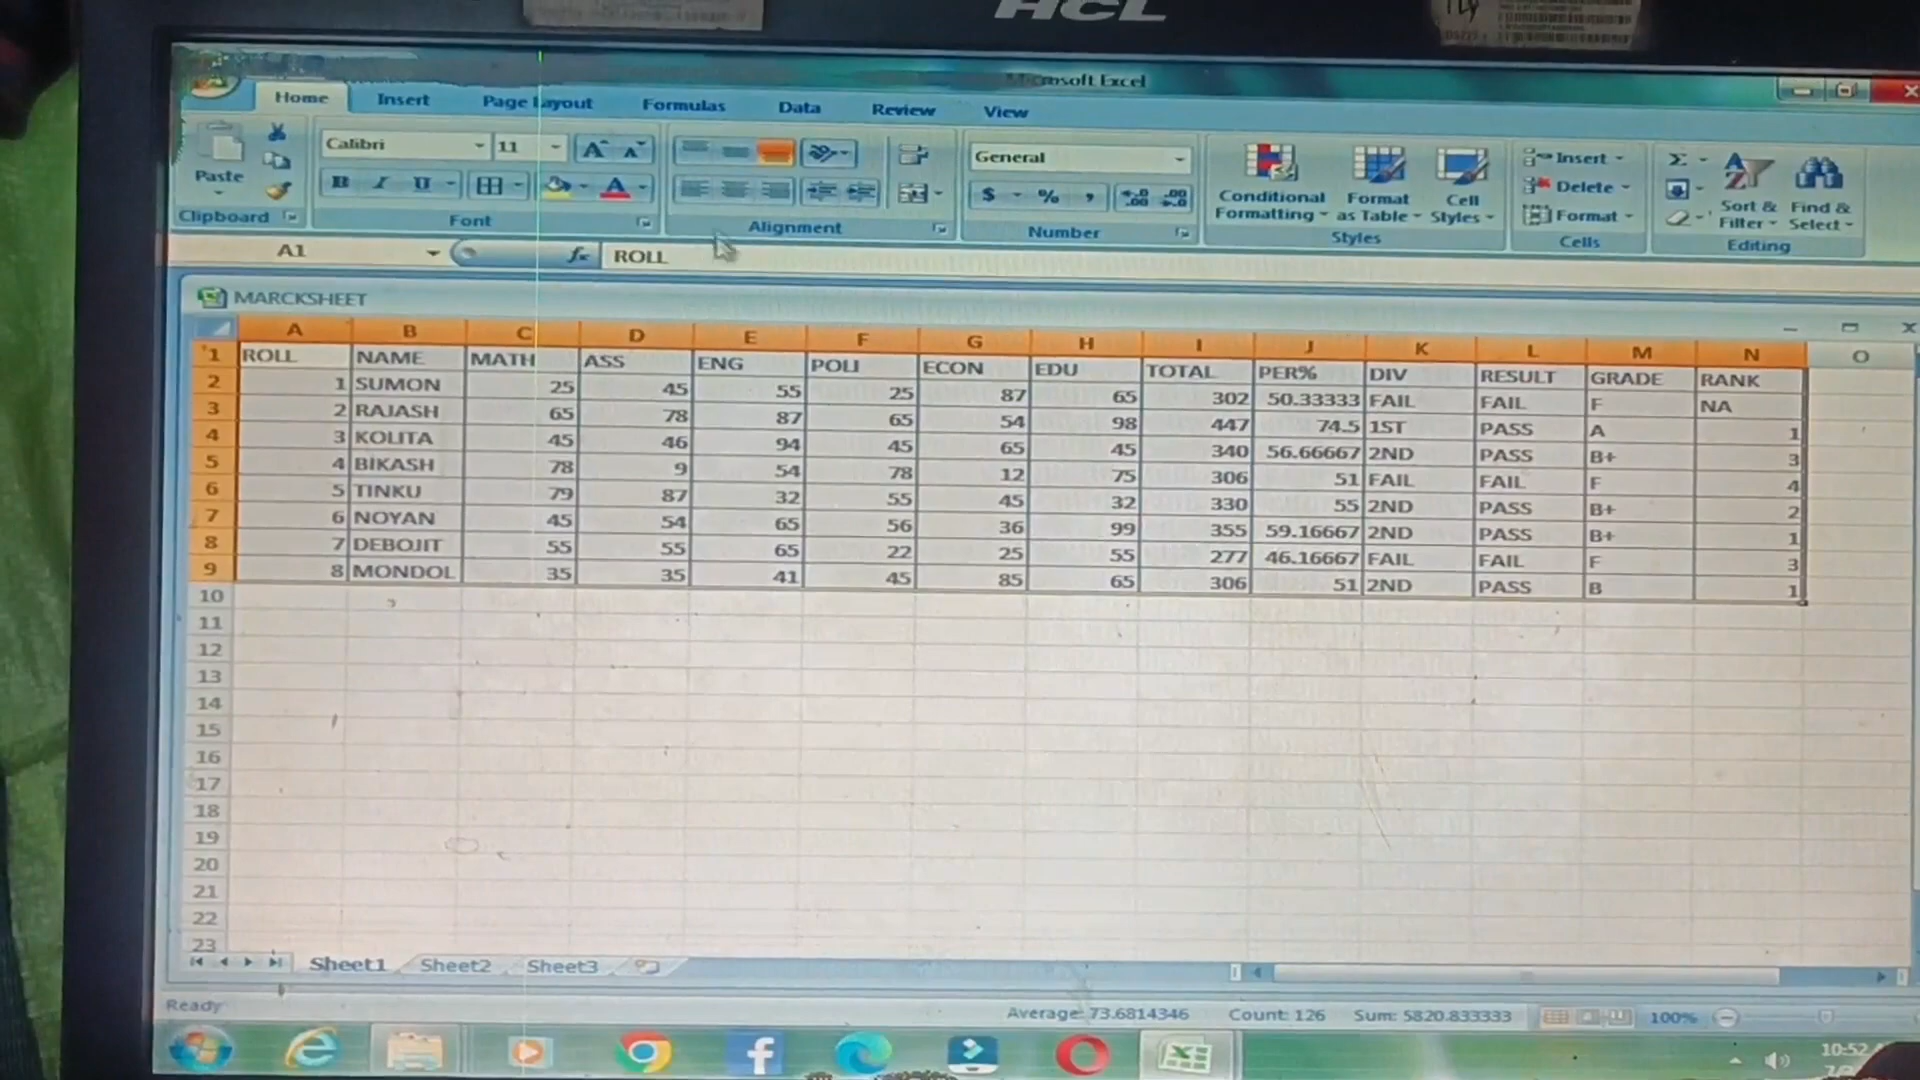 HCL
Microsoft Excel
Home Insert Page Layout Formulas Data Review View
Calibri 11 General
Paste B I U $ % , Conditional Formatting Format as Table Cell Styles Insert Delete Format Σ Sort & Filter Find & Select
Clipboard Font Alignment Number Styles Cells Editing
A1 fx ROLL
MARCKSHEET
A B C D E F G H I J K L M N O
1 ROLL NAME MATH ASS ENG POLI ECON EDU TOTAL PER% DIV RESULT GRADE RANK
2 1 SUMON 25 45 55 25 87 65 302 50.33333 FAIL FAIL F NA
3 2 RAJASH 65 78 87 65 54 98 447 74.5 1ST PASS A 1
4 3 KOLITA 45 46 94 45 65 45 340 56.66667 2ND PASS B+ 3
5 4 BIKASH 78 9 54 78 12 75 306 51 FAIL FAIL F 4
6 5 TINKU 79 87 32 55 45 32 330 55 2ND PASS B+ 2
7 6 NOYAN 45 54 65 56 36 99 355 59.16667 2ND PASS B+ 1
8 7 DEBOJIT 55 55 65 22 25 55 277 46.16667 FAIL FAIL F 3
9 8 MONDOL 35 35 41 45 85 65 306 51 2ND PASS B 1
10
11
12
13
14
15
16
17
18
19
20
21
22
23
Sheet1 Sheet2 Sheet3
Ready Average: 73.6814346 Count: 126 Sum: 5820.833333 100%
10:52